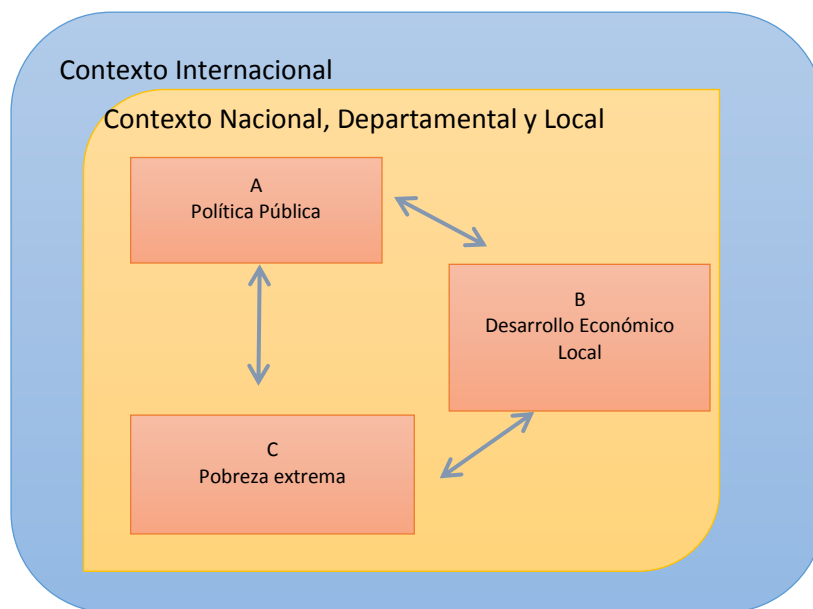 Contexto Internacional
Contexto Nacional, Departamental y Local
A
Política Pública
B
Desarrollo Económico
Local
C
Pobreza extrema